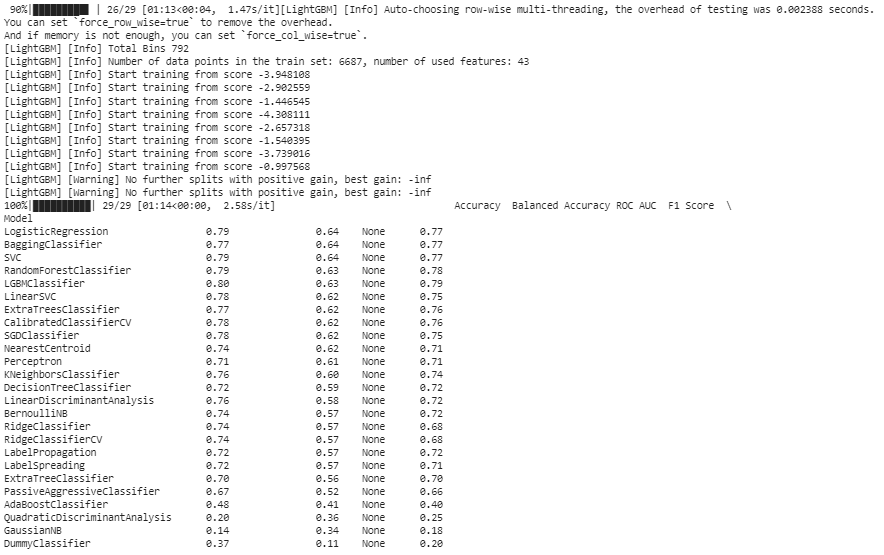 90%|█████████ | 26/29 [01:13<00:04, 1.47s/it][LightGBM] [Info] Auto-choosing row-wise multi-threading, the overhead of testing was 0.002388 seconds.
You can set `force_row_wise=true` to remove the overhead.
And if memory is not enough, you can set `force_col_wise=true`.
[LightGBM] [Info] Total Bins 792
[LightGBM] [Info] Number of data points in the train set: 6687, number of used features: 43
[LightGBM] [Info] Start training from score -3.948108
[LightGBM] [Info] Start training from score -2.902559
[LightGBM] [Info] Start training from score -1.446545
[LightGBM] [Info] Start training from score -4.308111
[LightGBM] [Info] Start training from score -2.657318
[LightGBM] [Info] Start training from score -1.540395
[LightGBM] [Info] Start training from score -3.739016
[LightGBM] [Info] Start training from score -0.997568
[LightGBM] [Warning] No further splits with positive gain, best gain: -inf
[LightGBM] [Warning] No further splits with positive gain, best gain: -inf
100%|██████████| 29/29 [01:14<00:00, 2.58s/it] Accuracy Balanced Accuracy ROC AUC F1 Score \
Model
LogisticRegression 0.79 0.64 None 0.77
BaggingClassifier 0.77 0.64 None 0.77
SVC 0.79 0.64 None 0.77
RandomForestClassifier 0.79 0.63 None 0.78
LGBMClassifier 0.80 0.63 None 0.79
LinearSVC 0.78 0.62 None 0.75
ExtraTreesClassifier 0.77 0.62 None 0.76
CalibratedClassifierCV 0.78 0.62 None 0.76
SGDClassifier 0.78 0.62 None 0.75
NearestCentroid 0.74 0.62 None 0.71
Perceptron 0.71 0.61 None 0.71
KNeighborsClassifier 0.76 0.60 None 0.74
DecisionTreeClassifier 0.72 0.59 None 0.72
LinearDiscriminantAnalysis 0.76 0.58 None 0.72
BernoulliNB 0.74 0.57 None 0.72
RidgeClassifier 0.74 0.57 None 0.68
RidgeClassifierCV 0.74 0.57 None 0.68
LabelPropagation 0.72 0.57 None 0.72
LabelSpreading 0.72 0.57 None 0.71
ExtraTreeClassifier 0.70 0.56 None 0.70
PassiveAggressiveClassifier 0.67 0.52 None 0.66
AdaBoostClassifier 0.48 0.41 None 0.40
QuadraticDiscriminantAnalysis 0.20 0.36 None 0.25
GaussianNB 0.14 0.34 None 0.18
DummyClassifier 0.37 0.11 None 0.20